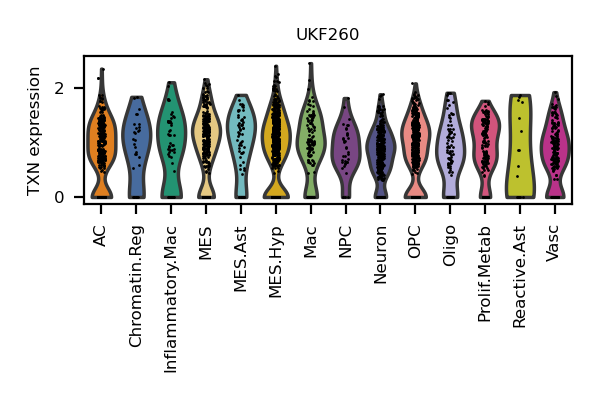 UKF260
TXN expression
2
0
AC
Chromatin.Reg
Inflammatory.Mac
MES
MES.Ast
MES.Hyp
Mac
NPC
Neuron
OPC
Oligo
Prolif.Metab
Reactive.Ast
Vasc